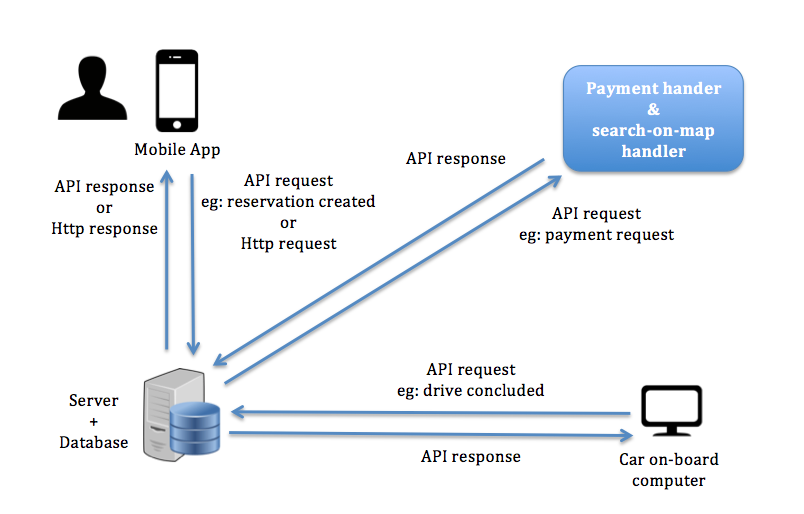 Payment hander
&
search-on-map
handler
Mobile App
API response
or
Http response
API request
eg: reservation created
or
Http request
API response
API request
eg: payment request
Server
+
Database
API request
eg: drive concluded
API response
Car on-board
computer